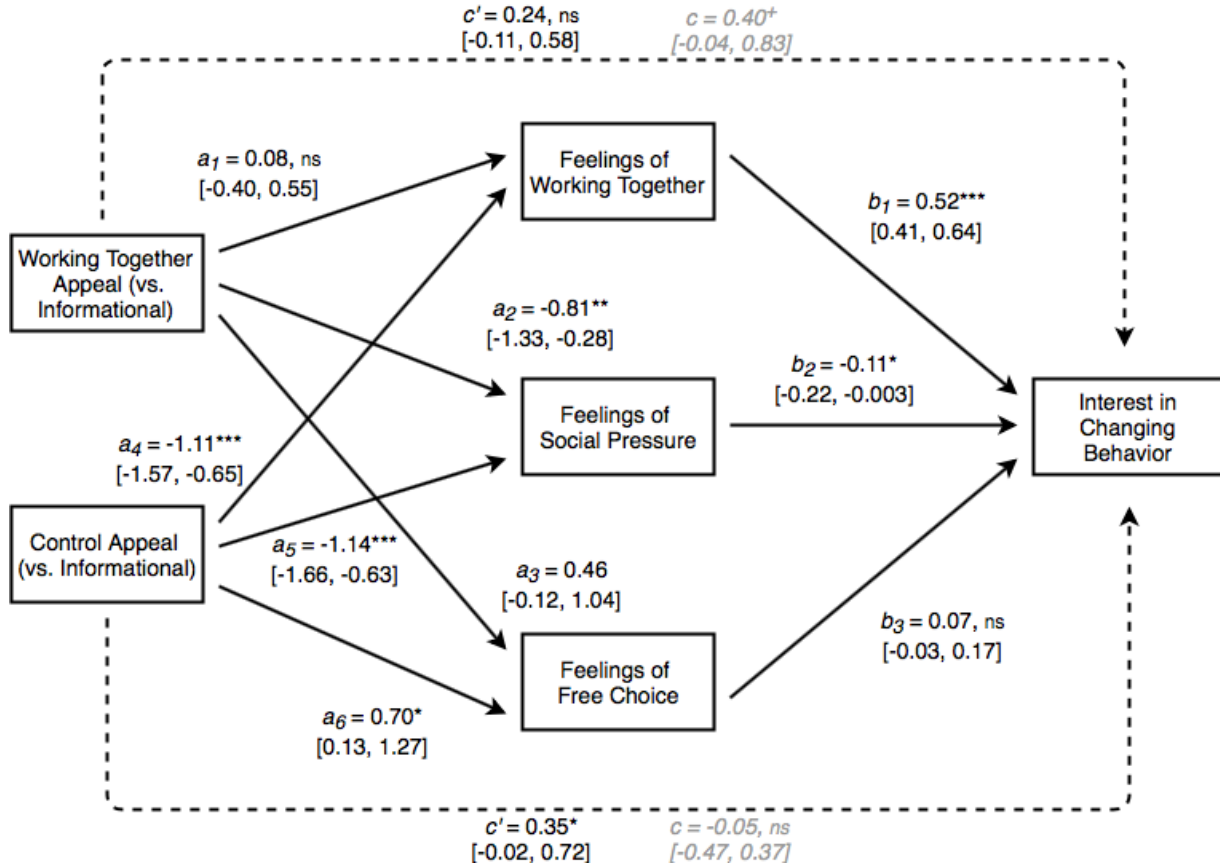 c' = 0.24, ns
[-0.11, 0.58]
c = 0.40+
[-0.04, 0.83]
a1 = 0.08, ns
[-0.40, 0.55]
Feelings of
Working Together
b1 = 0.52***
[0.41, 0.64]
Working Together
Appeal (vs.
Informational)
a2 = -0.81**
[-1.33, -0.28]
b2 = -0.11*
[-0.22, -0.003]
Feelings of
Social Pressure
Interest in
Changing
Behavior
a4 = -1.11***
[-1.57, -0.65]
Control Appeal
(vs. Informational)
a5 = -1.14***
[-1.66, -0.63]
a3 = 0.46
[-0.12, 1.04]
b3 = 0.07, ns
[-0.03, 0.17]
Feelings of
Free Choice
a6 = 0.70*
[0.13, 1.27]
c' = 0.35*
[-0.02, 0.72]
c = -0.05, ns
[-0.47, 0.37]